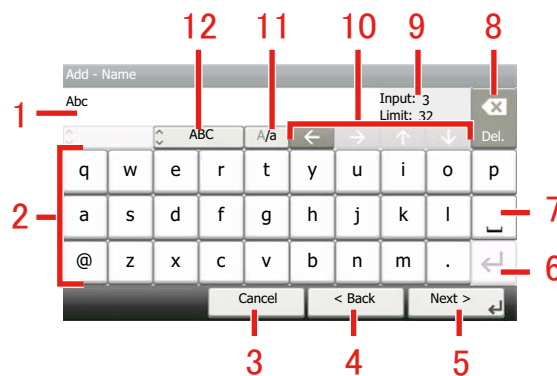 12 11 10 9 8
Add - Name
1 Abc Input: 3
Limit: 32
ABC A/a ← → ↑ ↓ Del.
q w e r t y u i o p
2 a s d f g h j k l 7
@ z x c v b n m . 6
Cancel < Back Next >
3 4 5